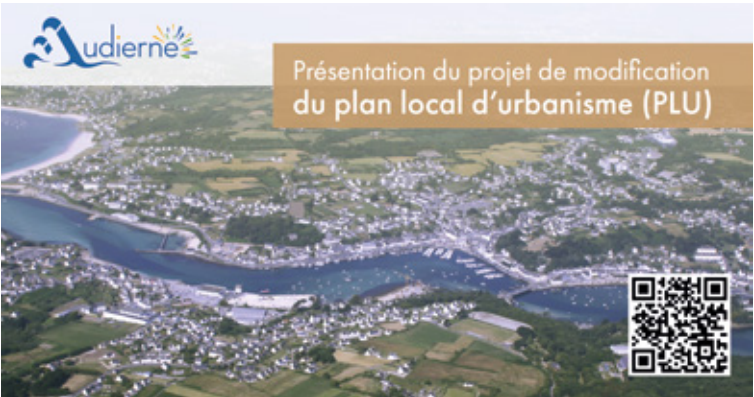 Audierne
Présentation du projet de modification
du plan local d'urbanisme (PLU)